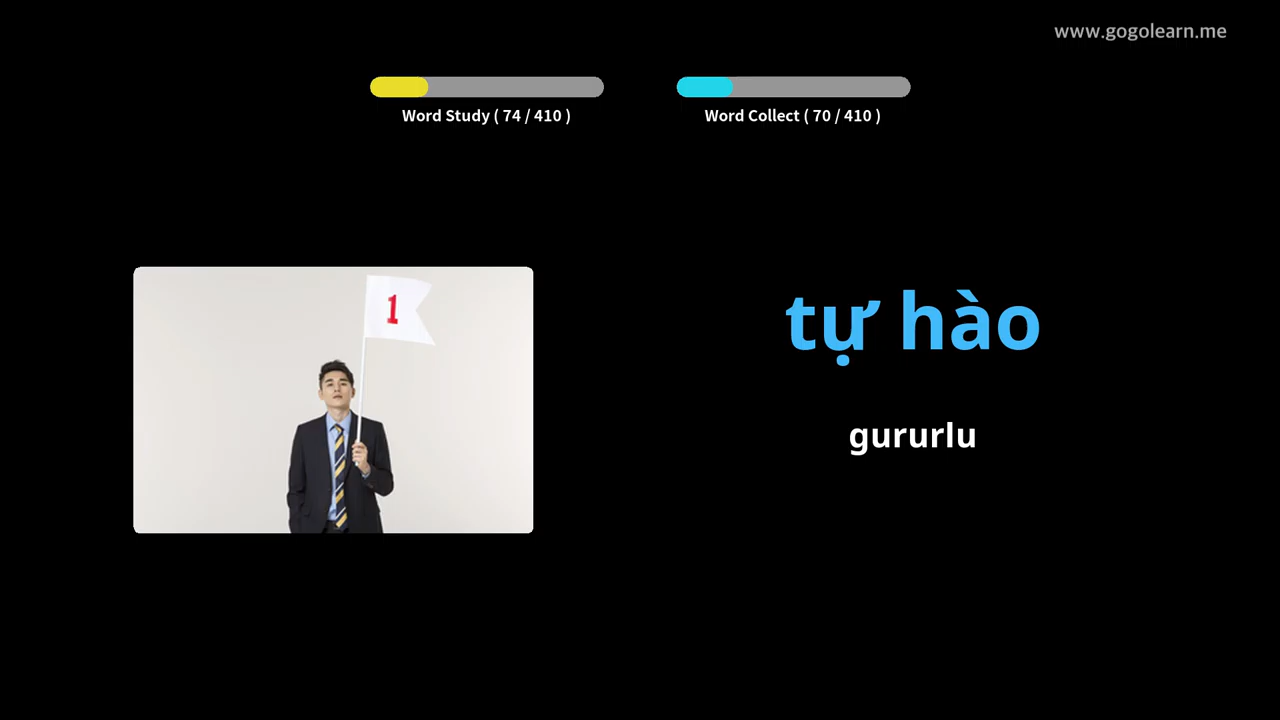 www.gogolearn.me
Word Study ( 74 / 410 )
Word Collect ( 70 / 410 )
1
tự hào
gururlu